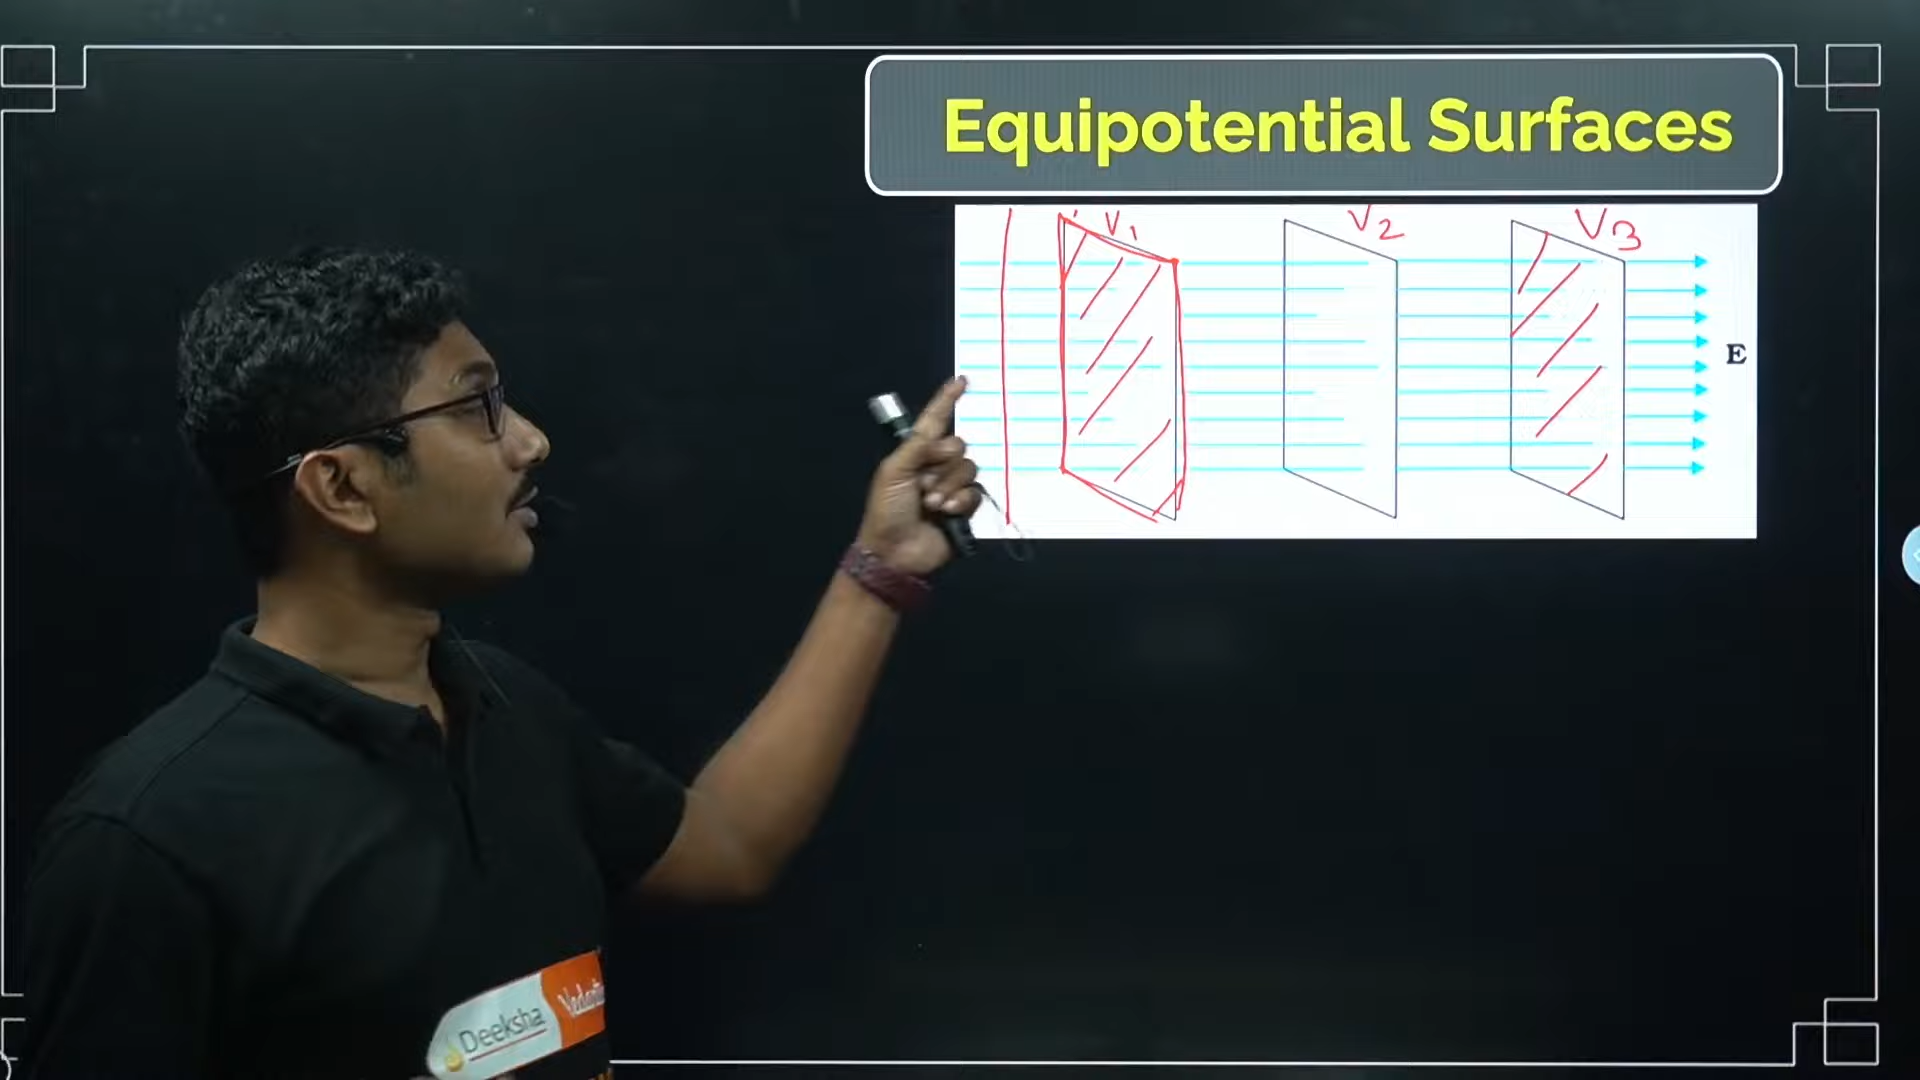 Equipotential Surfaces
V1
V2
V3
E
Deeksha